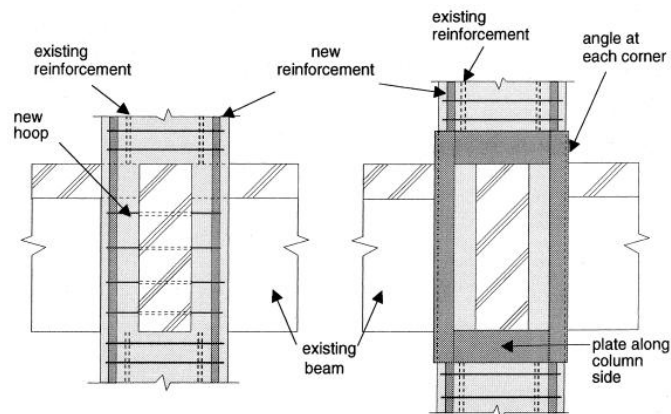 existing
reinforcement
new
reinforcement
existing
reinforcement
angle at
each corner
new
hoop
existing
beam
plate along
column
side